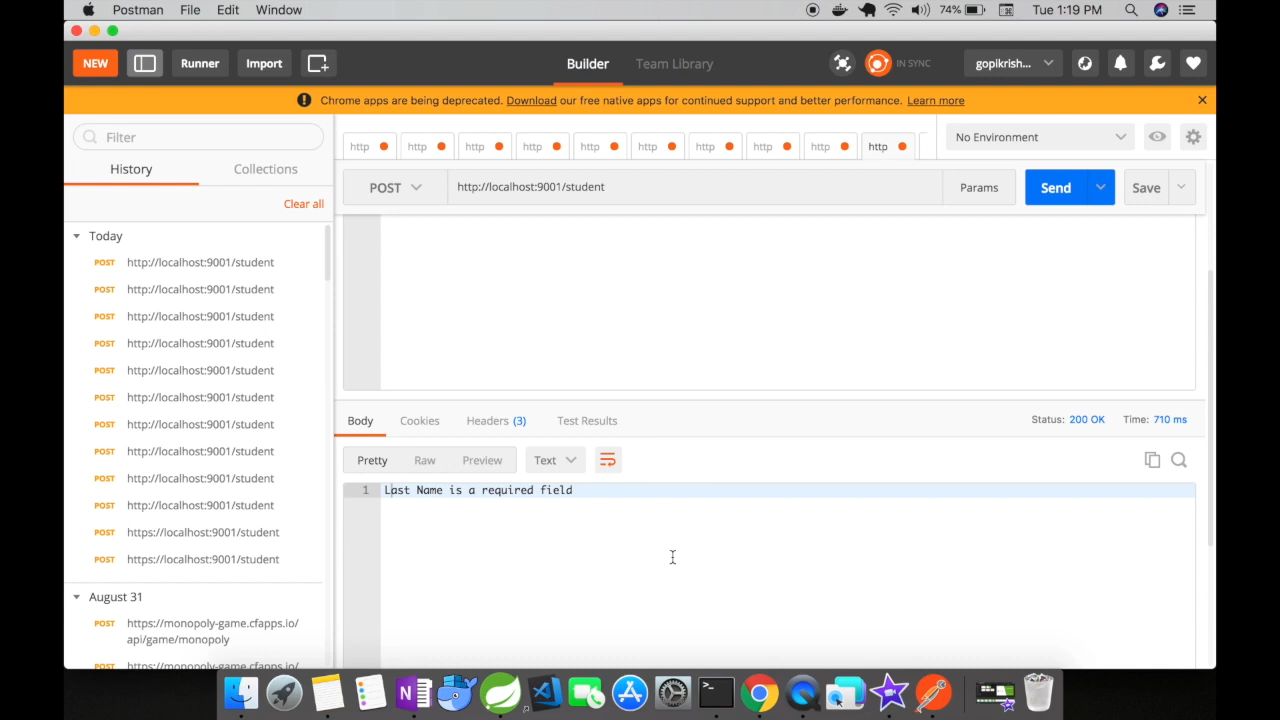 Postman File Edit Window 74% Tue 1:19 PM
NEW Runner Import Builder Team Library IN SYNC gopikrish...
Chrome apps are being deprecated. Download our free native apps for continued support and better performance. Learn more
Filter
History Collections
Clear all
Today
POST http://localhost:9001/student
POST http://localhost:9001/student
POST http://localhost:9001/student
POST http://localhost:9001/student
POST http://localhost:9001/student
POST http://localhost:9001/student
POST http://localhost:9001/student
POST http://localhost:9001/student
POST http://localhost:9001/student
POST http://localhost:9001/student
POST https://localhost:9001/student
POST https://localhost:9001/student
August 31
POST https://monopoly-game.cfapps.io/
api/game/monopoly
POST https://monopoly-game.cfapps.io/
http http http http http http http http http http
No Environment
POST http://localhost:9001/student Params Send Save
Body Cookies Headers (3) Test Results Status: 200 OK Time: 710 ms
Pretty Raw Preview Text
1 Last Name is a required field